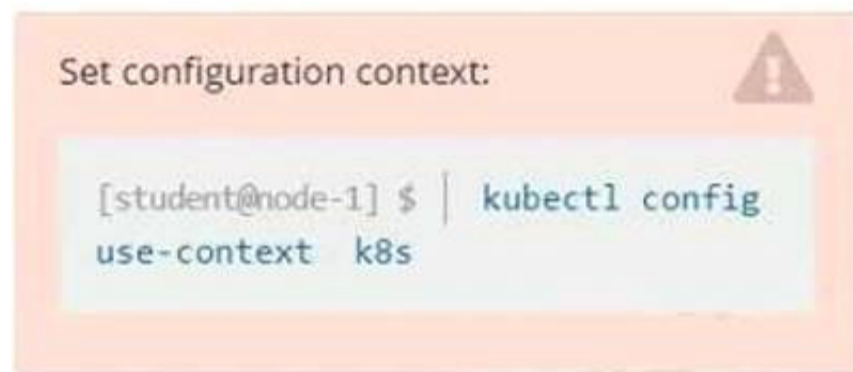 Set configuration context:
[student@node-1] $ | kubectl config
use-context k8s